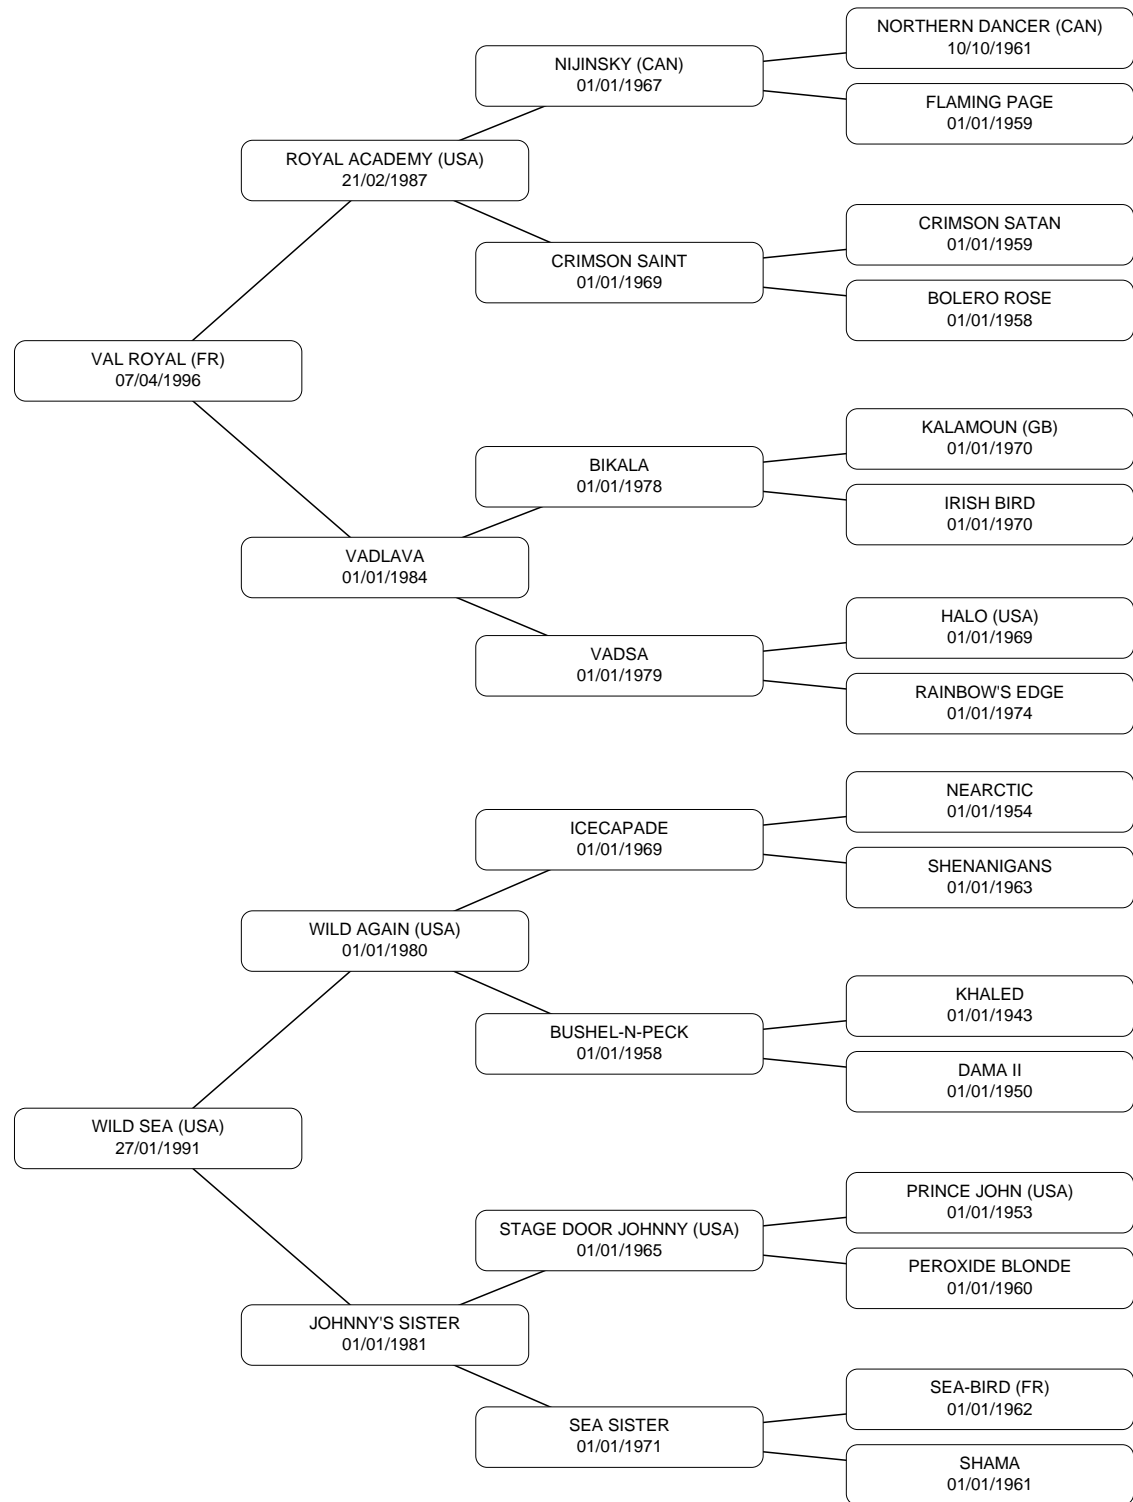 NORTHERN DANCER (CAN)
10/10/1961
NIJINSKY (CAN)
01/01/1967
FLAMING PAGE
01/01/1959
ROYAL ACADEMY (USA)
21/02/1987
CRIMSON SATAN
01/01/1959
CRIMSON SAINT
01/01/1969
BOLERO ROSE
01/01/1958
VAL ROYAL (FR)
07/04/1996
KALAMOUN (GB)
01/01/1970
BIKALA
01/01/1978
IRISH BIRD
01/01/1970
VADLAVA
01/01/1984
HALO (USA)
01/01/1969
VADSA
01/01/1979
RAINBOW'S EDGE
01/01/1974
NEARCTIC
01/01/1954
ICECAPADE
01/01/1969
SHENANIGANS
01/01/1963
WILD AGAIN (USA)
01/01/1980
KHALED
01/01/1943
BUSHEL-N-PECK
01/01/1958
DAMA II
01/01/1950
WILD SEA (USA)
27/01/1991
PRINCE JOHN (USA)
01/01/1953
STAGE DOOR JOHNNY (USA)
01/01/1965
PEROXIDE BLONDE
01/01/1960
JOHNNY'S SISTER
01/01/1981
SEA-BIRD (FR)
01/01/1962
SEA SISTER
01/01/1971
SHAMA
01/01/1961